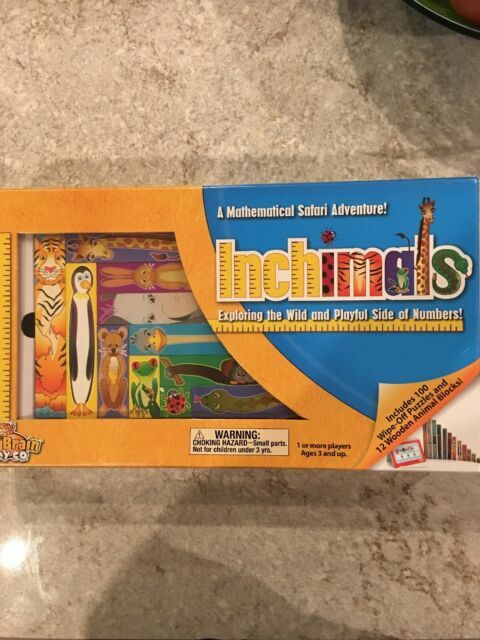 A Mathematical Safari Adventure!
Inchimals
Exploring the Wild and Playful Side of Numbers!
Includes 100
Wipe-Off Puzzles and
12 Wooden Animal Blocks!
WARNING:
CHOKING HAZARD—Small parts.
Not for children under 3 yrs.
1 or more players
Ages 3 and up.
Brain